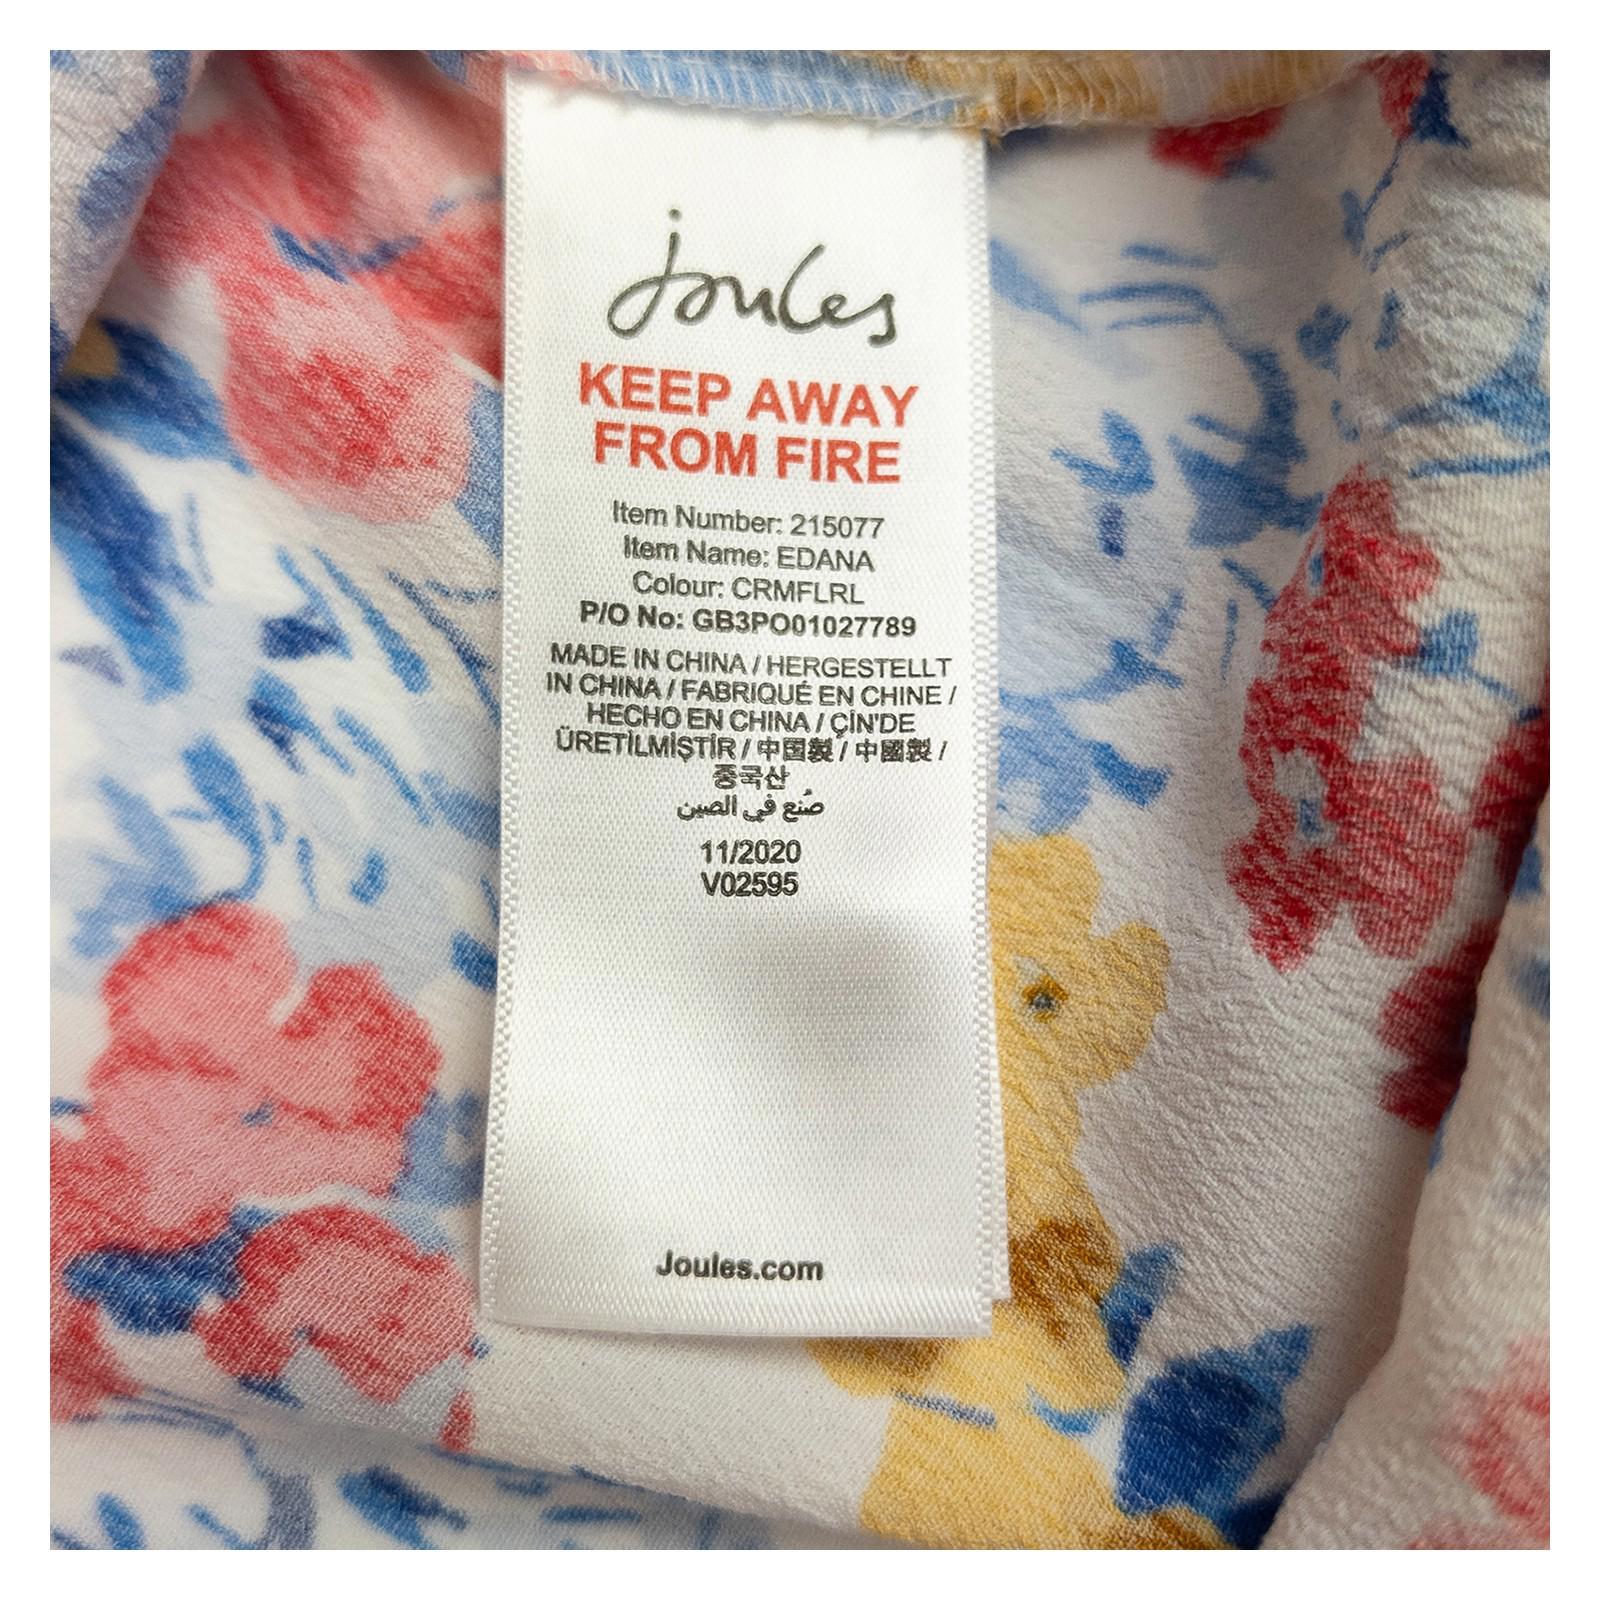 joules
KEEP AWAY
FROM FIRE
Item Number: 215077
Item Name: EDANA
Colour: CRMFLRL
P/O No: GB3PO01027789
MADE IN CHINA / HERGESTELLT
IN CHINA / FABRIQUÉ EN CHINE /
HECHO EN CHINA / ÇİN'DE
ÜRETİLMİŞTİR / 中国製 / 中國製 /
중국산
صُنع في الصين
11/2020
V02595
Joules.com